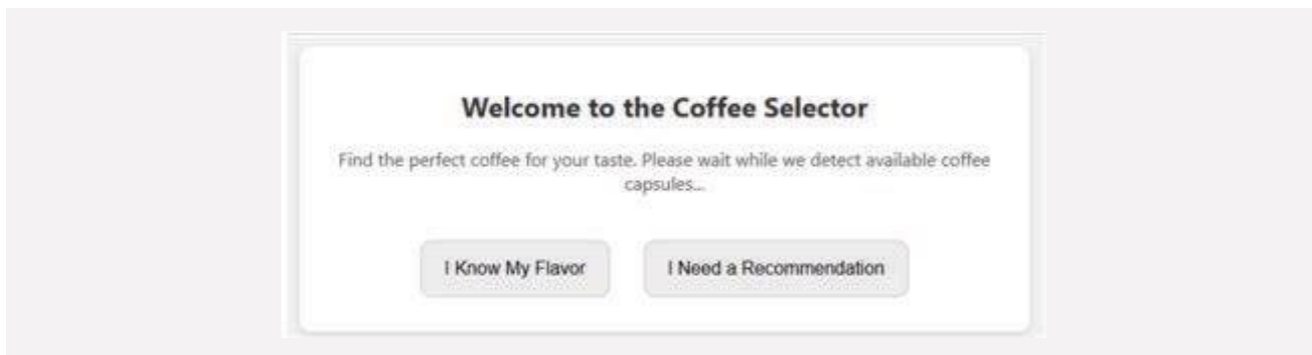 Welcome to the Coffee Selector
Find the perfect coffee for your taste. Please wait while we detect available coffee
capsules...
I Know My Flavor
I Need a Recommendation